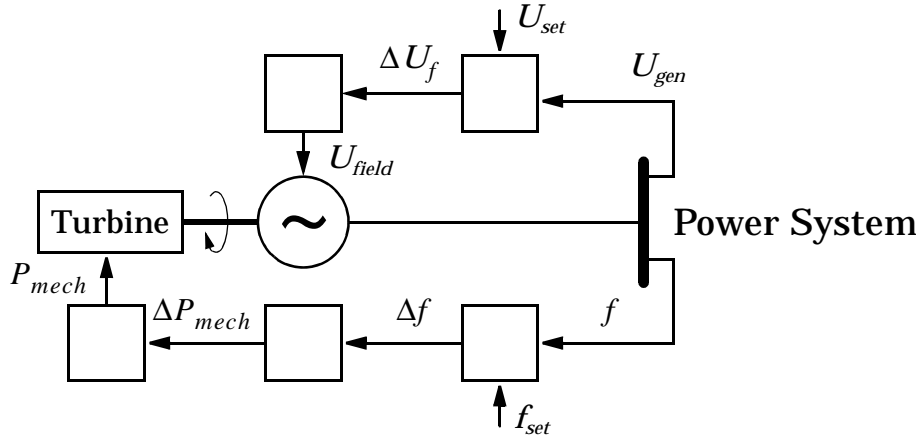 U_set
ΔU_f
U_gen
U_field
Turbine
~
Power System
P_mech
ΔP_mech
Δf
f
f_set